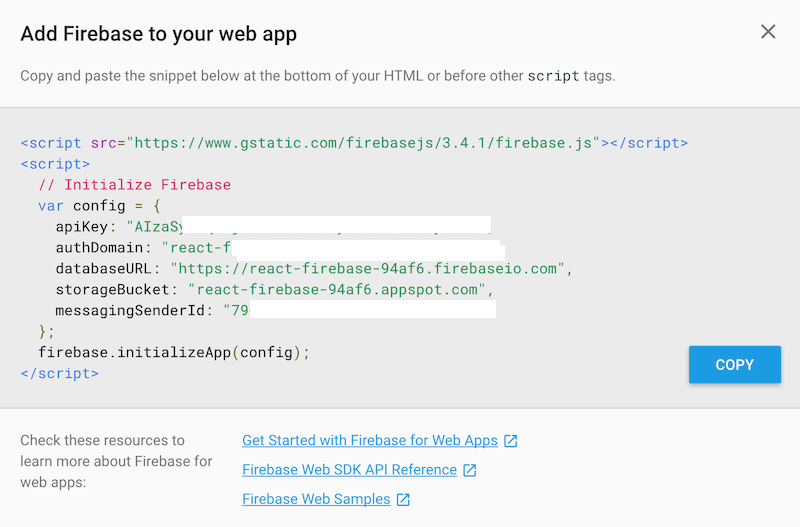 Add Firebase to your web app
Copy and paste the snippet below at the bottom of your HTML or before other script tags.
<script src="https://www.gstatic.com/firebasejs/3.4.1/firebase.js"></script>
<script>
// Initialize Firebase
var config = {
apiKey: "AIzaSy
authDomain: "react-f
databaseURL: "https://react-firebase-94af6.firebaseio.com",
storageBucket: "react-firebase-94af6.appspot.com",
messagingSenderId: "79
};
firebase.initializeApp(config);
</script>
COPY
Check these resources to
learn more about Firebase for
web apps:
Get Started with Firebase for Web Apps
Firebase Web SDK API Reference
Firebase Web Samples